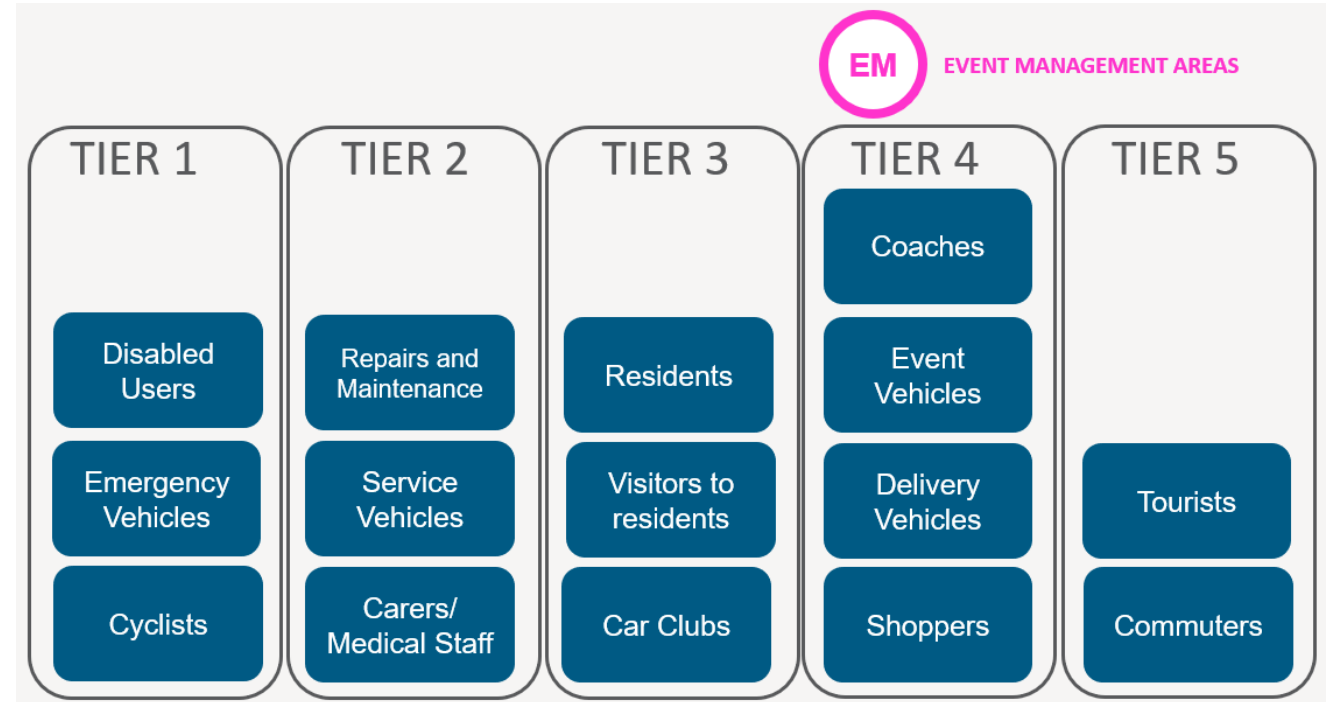 EM
EVENT MANAGEMENT AREAS
TIER 1
Disabled
Users
Emergency
Vehicles
Cyclists
TIER 2
Repairs and
Maintenance
Service
Vehicles
Carers/
Medical Staff
TIER 3
Residents
Visitors to
residents
Car Clubs
TIER 4
Coaches
Event
Vehicles
Delivery
Vehicles
Shoppers
TIER 5
Tourists
Commuters